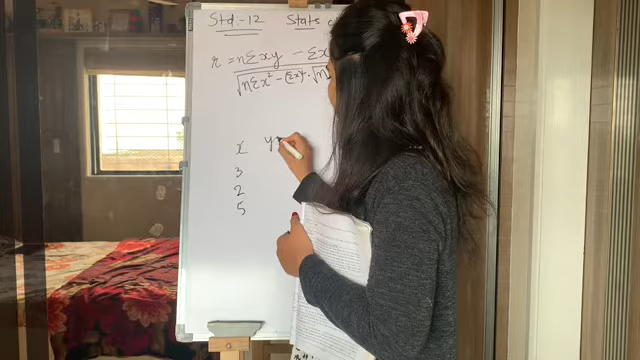 Std:-12 Stats
r = nΣxy - Σx
√nΣx² - (Σx)² · √n
x y
3
2
5